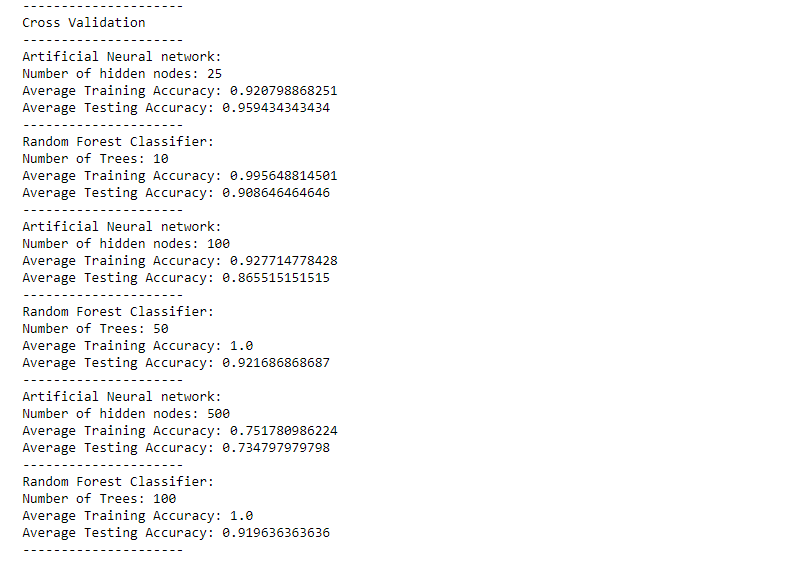 ---------------------
Cross Validation
---------------------
Artificial Neural network:
Number of hidden nodes: 25
Average Training Accuracy: 0.920798868251
Average Testing Accuracy: 0.959434343434
---------------------
Random Forest Classifier:
Number of Trees: 10
Average Training Accuracy: 0.995648814501
Average Testing Accuracy: 0.908646464646
---------------------
Artificial Neural network:
Number of hidden nodes: 100
Average Training Accuracy: 0.927714778428
Average Testing Accuracy: 0.865515151515
---------------------
Random Forest Classifier:
Number of Trees: 50
Average Training Accuracy: 1.0
Average Testing Accuracy: 0.921686868687
---------------------
Artificial Neural network:
Number of hidden nodes: 500
Average Training Accuracy: 0.751780986224
Average Testing Accuracy: 0.734797979798
---------------------
Random Forest Classifier:
Number of Trees: 100
Average Training Accuracy: 1.0
Average Testing Accuracy: 0.919636363636
---------------------